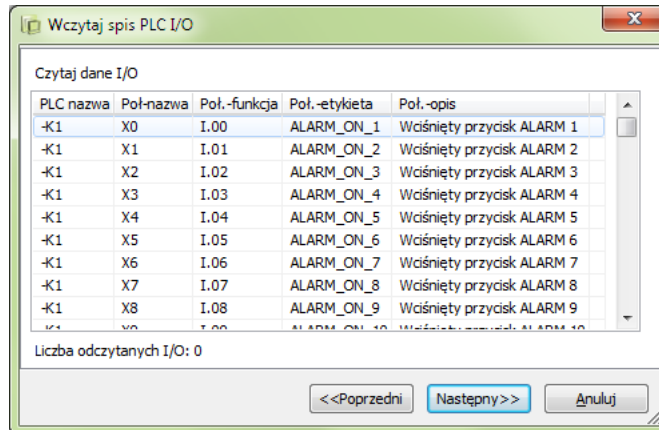 Wczytaj spis PLC I/O
Czytaj dane I/O
PLC nazwa Poł-nazwa Poł.-funkcja Poł.-etykieta Poł.-opis
-K1 X0 I.00 ALARM_ON_1 Wciśnięty przycisk ALARM 1
-K1 X1 I.01 ALARM_ON_2 Wciśnięty przycisk ALARM 2
-K1 X2 I.02 ALARM_ON_3 Wciśnięty przycisk ALARM 3
-K1 X3 I.03 ALARM_ON_4 Wciśnięty przycisk ALARM 4
-K1 X4 I.04 ALARM_ON_5 Wciśnięty przycisk ALARM 5
-K1 X5 I.05 ALARM_ON_6 Wciśnięty przycisk ALARM 6
-K1 X6 I.06 ALARM_ON_7 Wciśnięty przycisk ALARM 7
-K1 X7 I.07 ALARM_ON_8 Wciśnięty przycisk ALARM 8
-K1 X8 I.08 ALARM_ON_9 Wciśnięty przycisk ALARM 9
Liczba odczytanych I/O: 0
<<Poprzedni Następny>> Anuluj